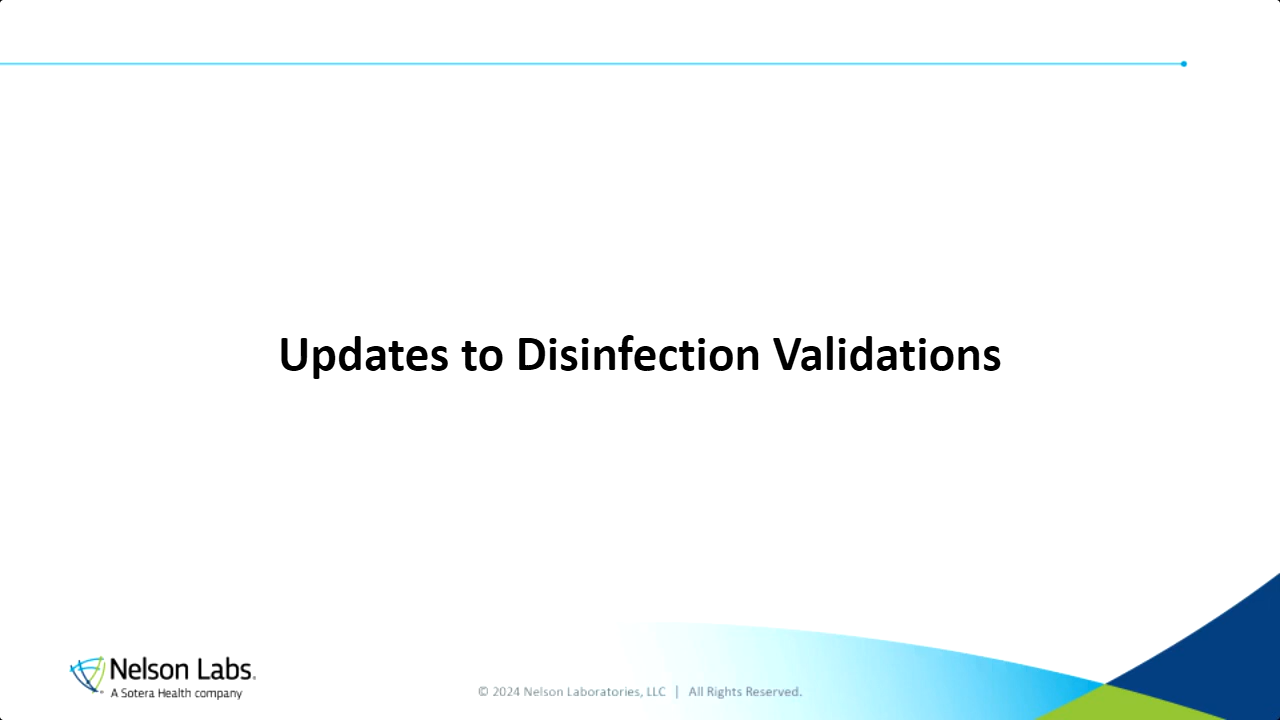 Updates to Disinfection Validations
Nelson Labs.
A Sotera Health company
© 2024 Nelson Laboratories, LLC | All Rights Reserved.